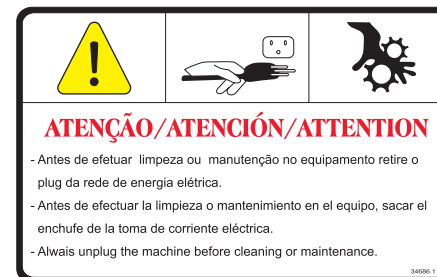 ATENÇÃO/ATENCIÓN/ATTENTION
- Antes de efetuar limpeza ou manutenção no equipamento retire o
plug da rede de energia elétrica.
- Antes de efectuar la limpieza o mantenimiento en el equipo, sacar el
enchufe de la toma de corriente eléctrica.
- Alwais unplug the machine before cleaning or maintenance.
34686.1